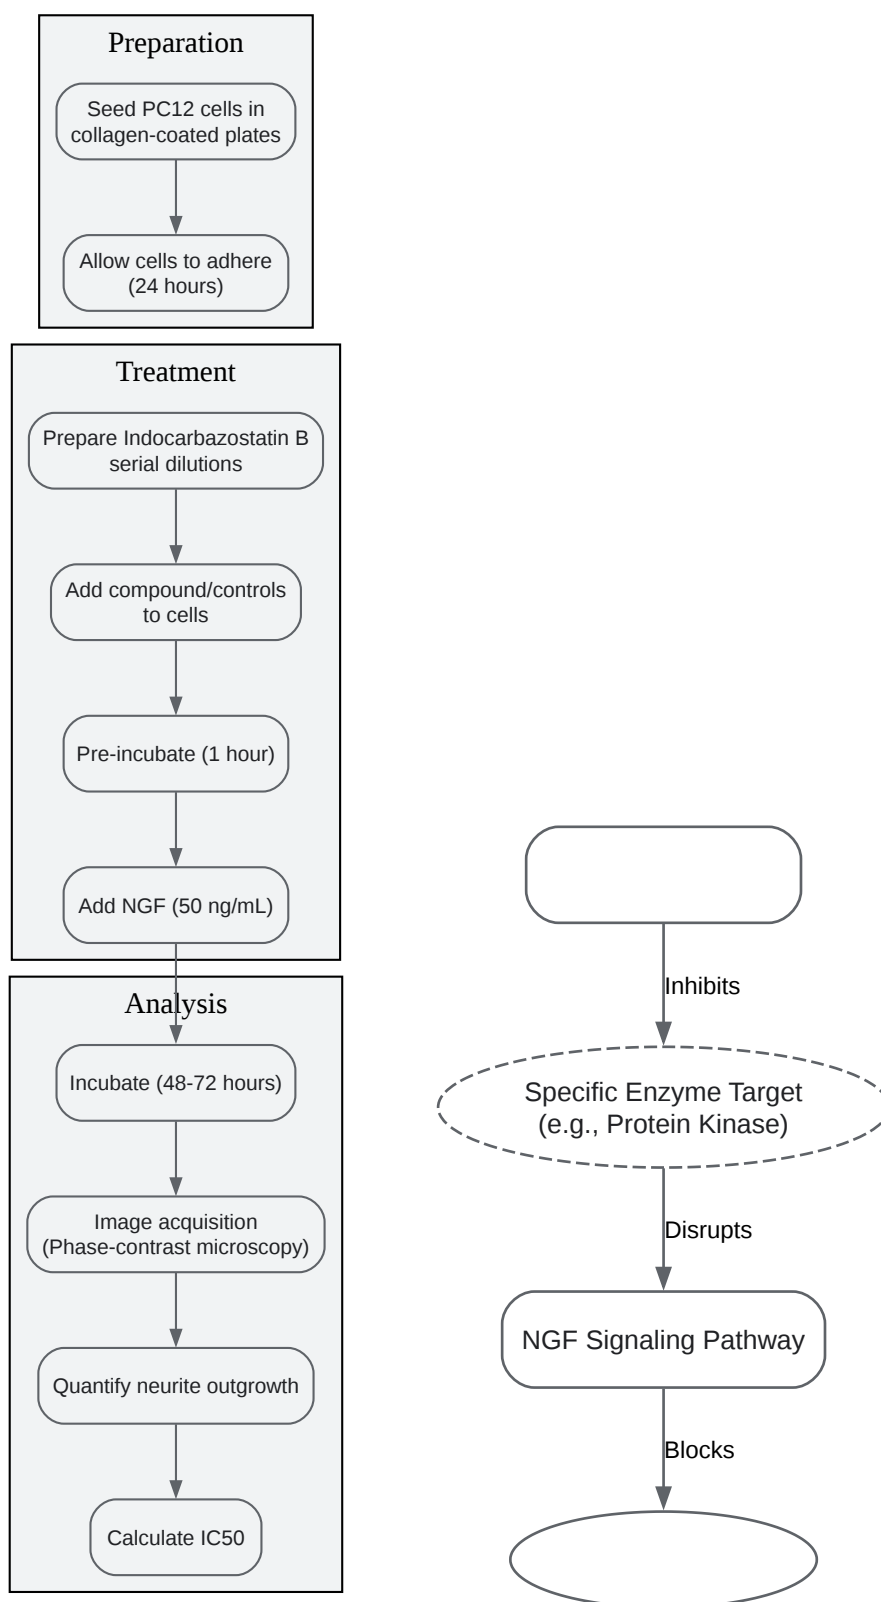 Preparation
Seed PC12 cells in
collagen-coated plates
Allow cells to adhere
(24 hours)
Treatment
Prepare Indocarbazostatin B
serial dilutions
Add compound/controls
to cells
Pre-incubate (1 hour)
Add NGF (50 ng/mL)
Analysis
Incubate (48-72 hours)
Image acquisition
(Phase-contrast microscopy)
Quantify neurite outgrowth
Calculate IC50
Inhibits
Specific Enzyme Target
(e.g., Protein Kinase)
Disrupts
NGF Signaling Pathway
Blocks